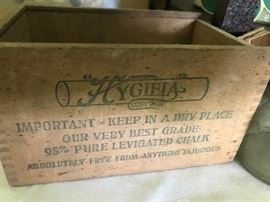 HYGIEIA
IMPORTANT - KEEP IN A DRY PLACE
OUR VERY BEST GRADE
95% PURE LEVIGATED CHALK
ABSOLUTELY FREE FROM ANYTHING INJURIOUS